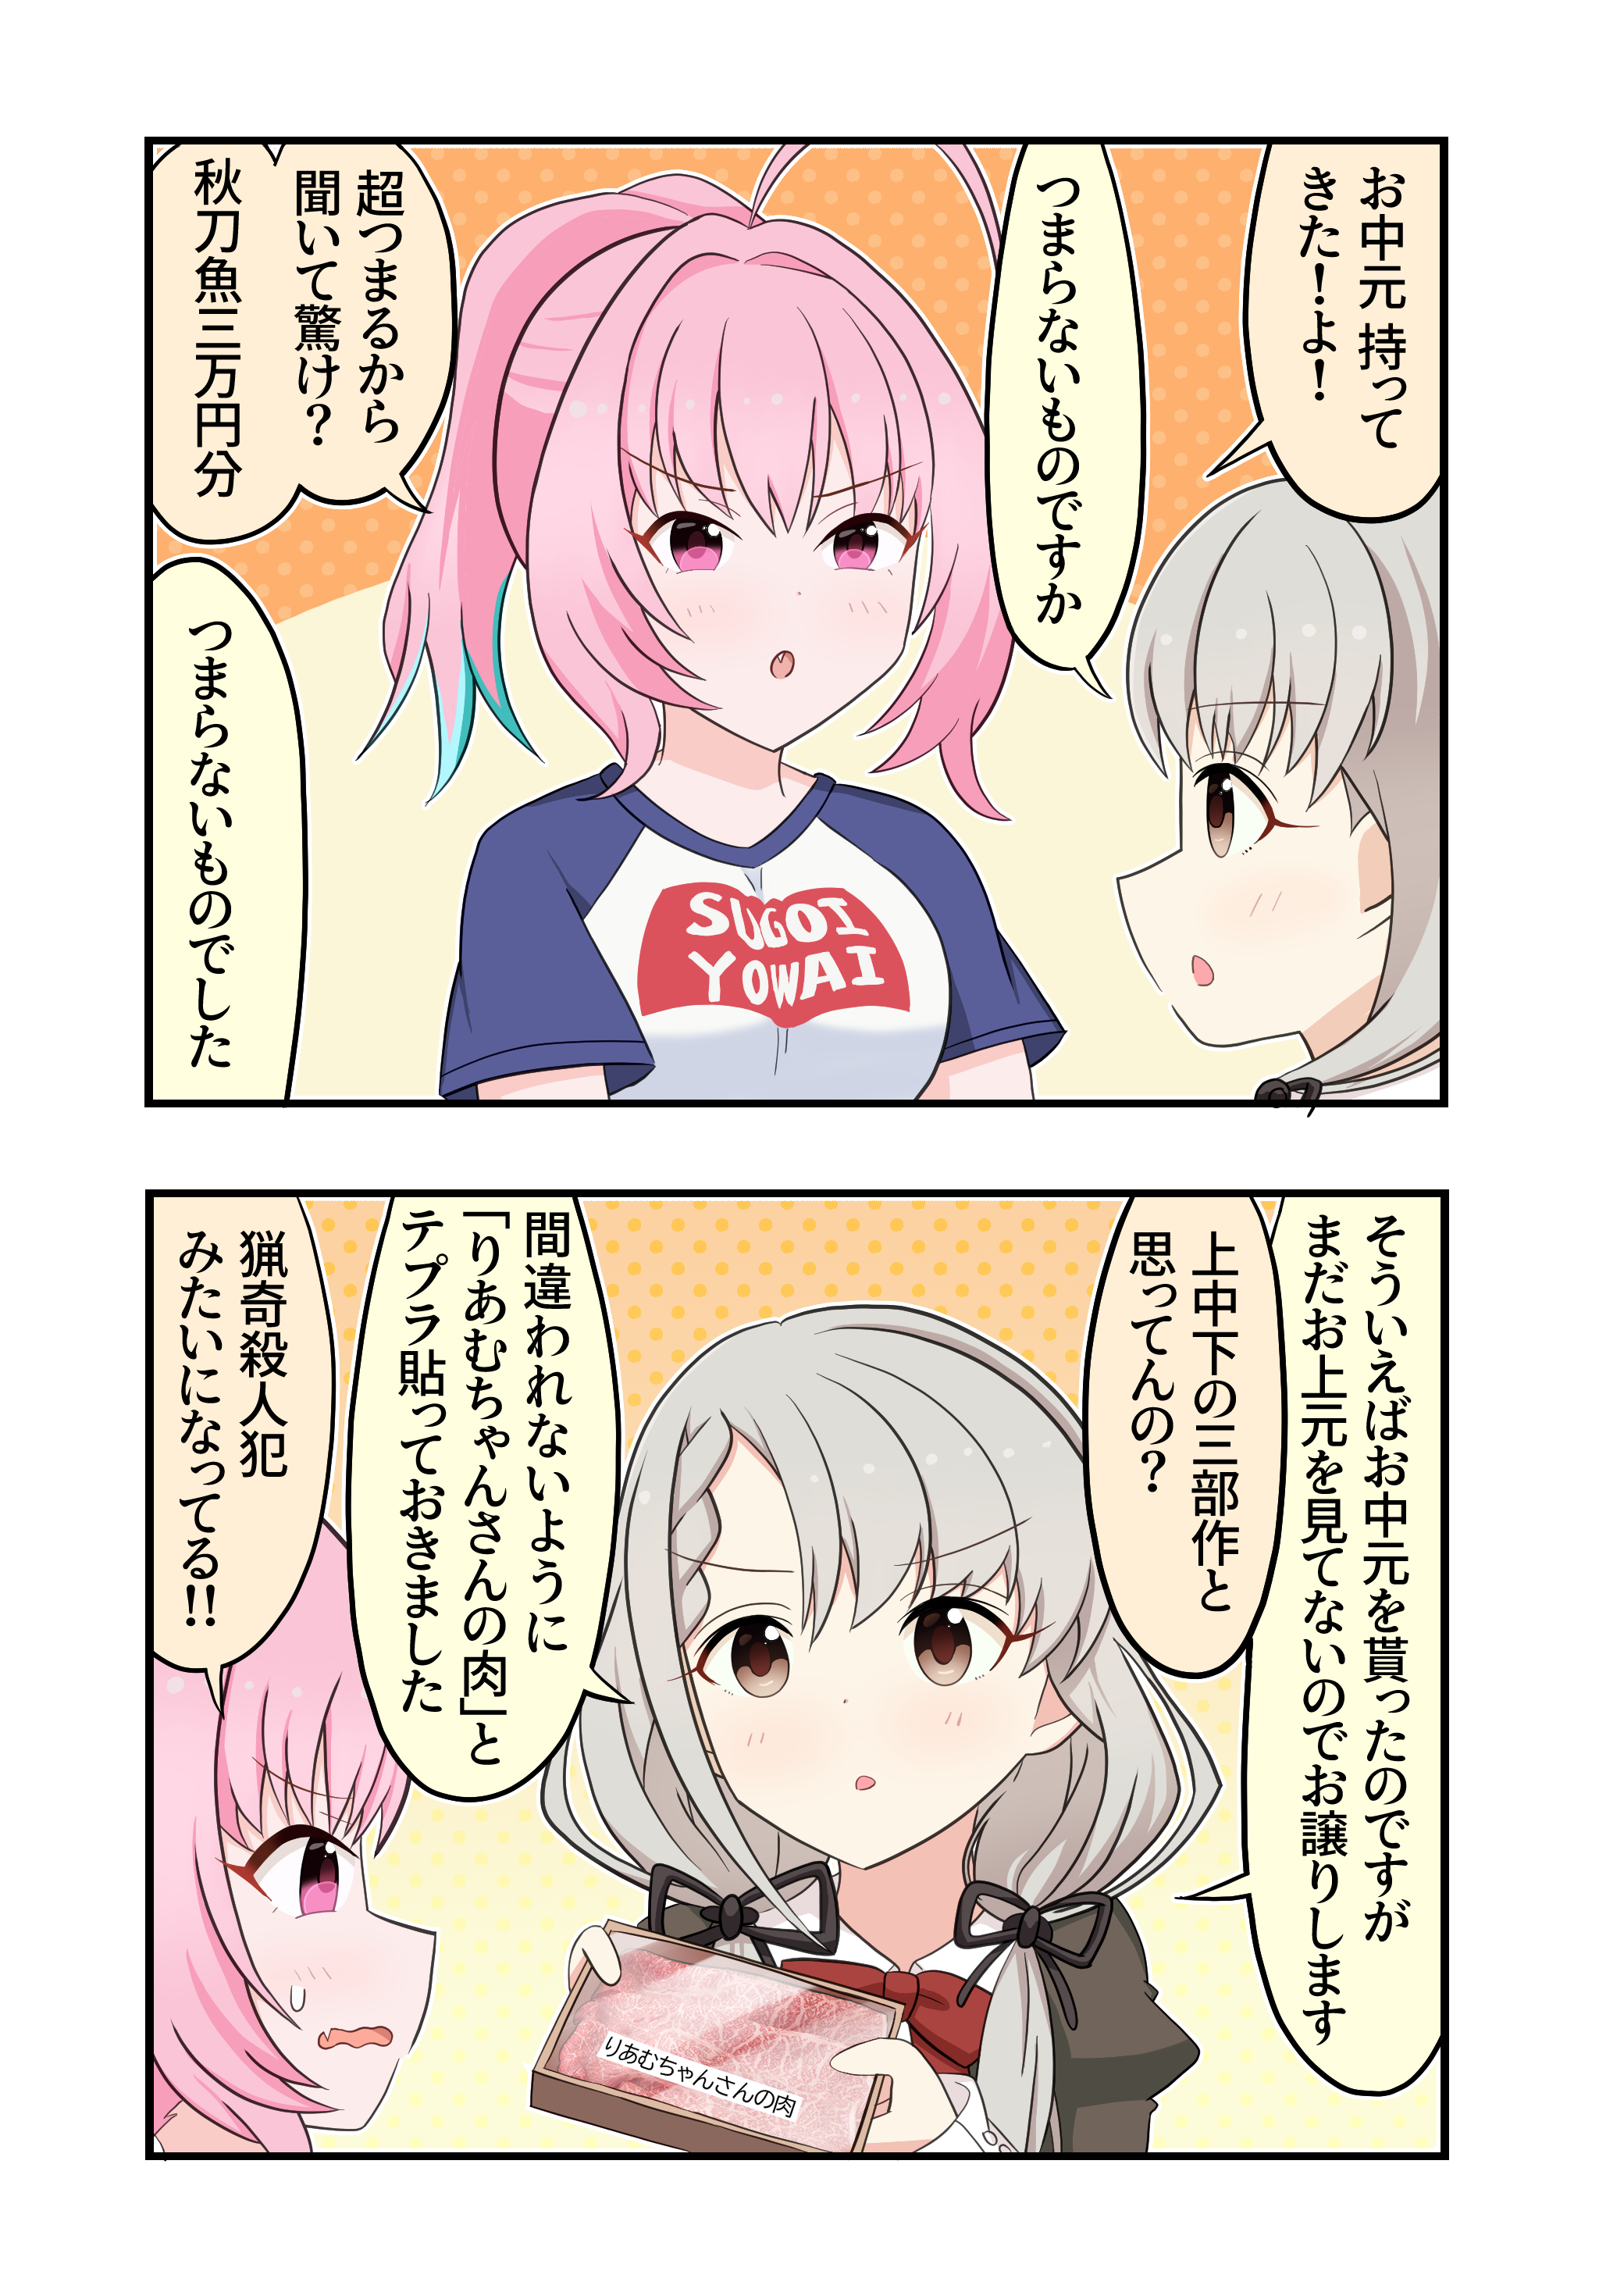 お中元 持って
きた！よ！
つまらないものですか
超つまるから
聞いて驚け？
秋刀魚三万円分
つまらないものでした
SUGOI
YOWAI
そういえばお中元を貰ったのですが
まだお上元を見てないのでお譲りします
上中下の三部作と
思ってんの？
間違われないように
「りあむちゃんさんの肉」と
テプラ貼っておきました
猟奇殺人犯
みたいになってる!!
りあむちゃんさんの肉